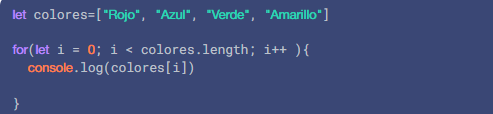 let colores=["Rojo", "Azul", "Verde", "Amarillo"]
for(let i = 0; i < colores.length; i++ ){
console.log(colores[i])
}